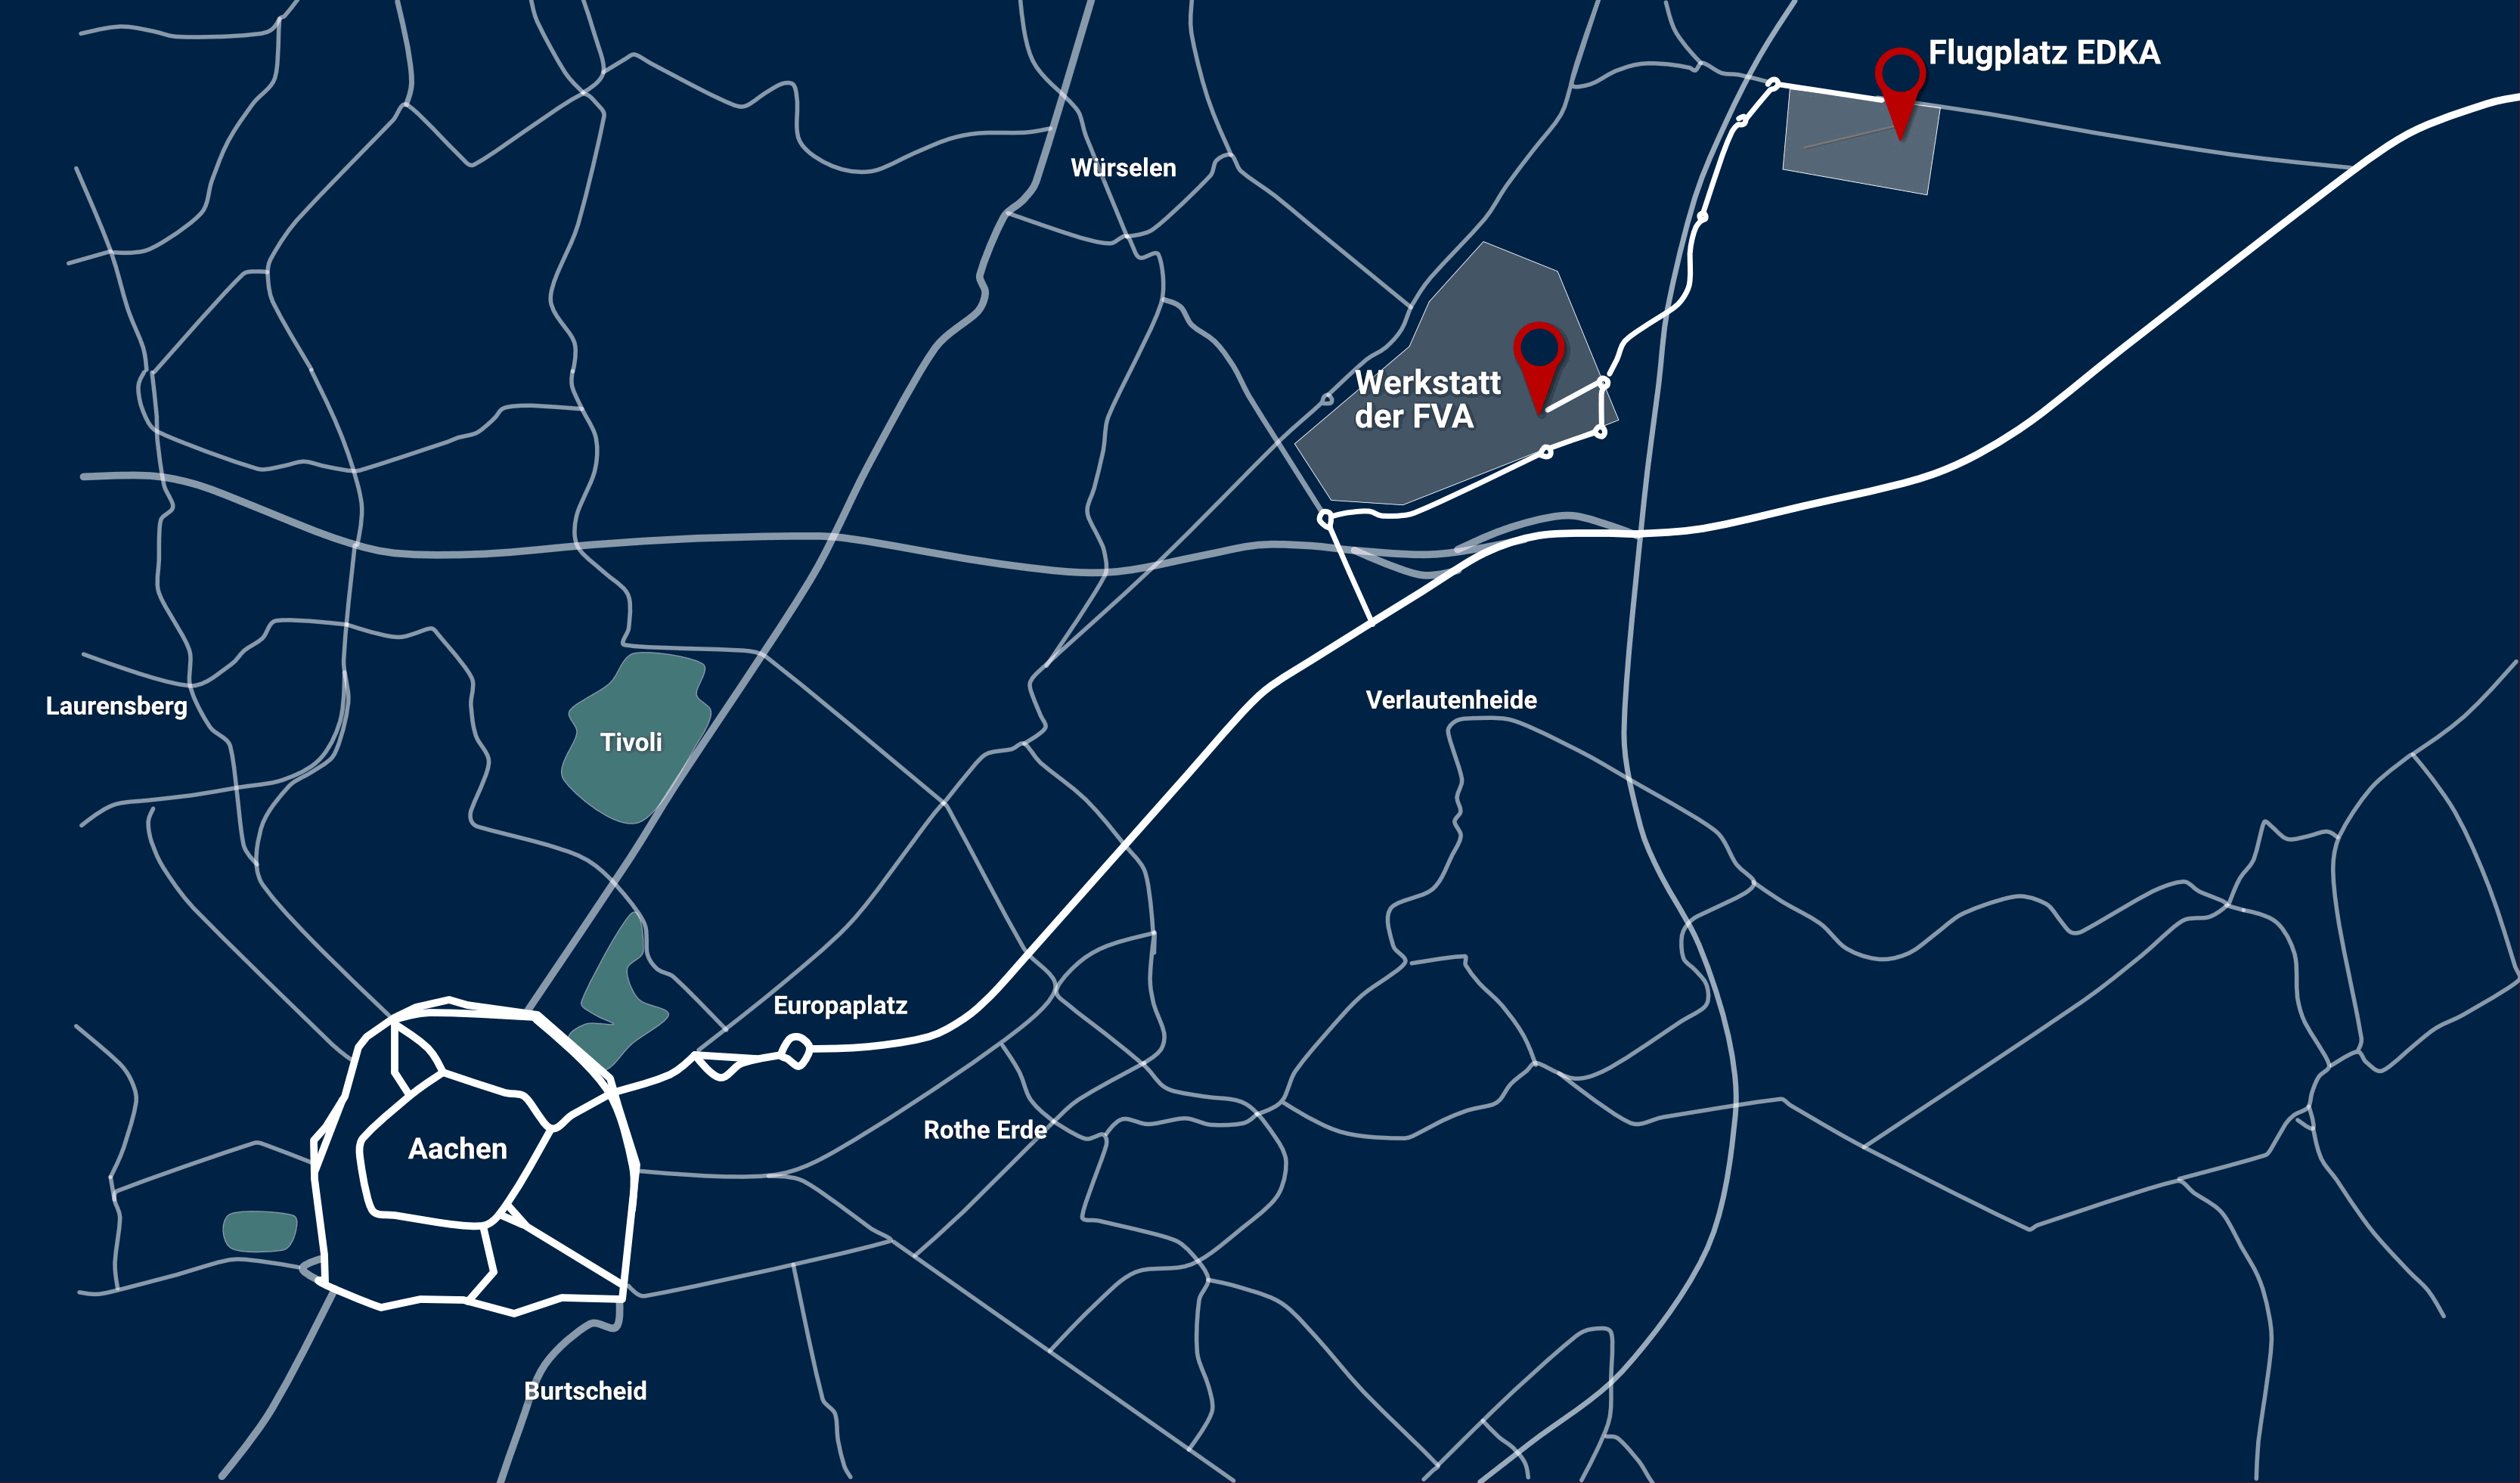 Flugplatz EDKA
Würselen
Werkstatt
der FVA
Laurensberg
Verlautenheide
Tivoli
Europaplatz
Rothe Erde
Aachen
Burtscheid